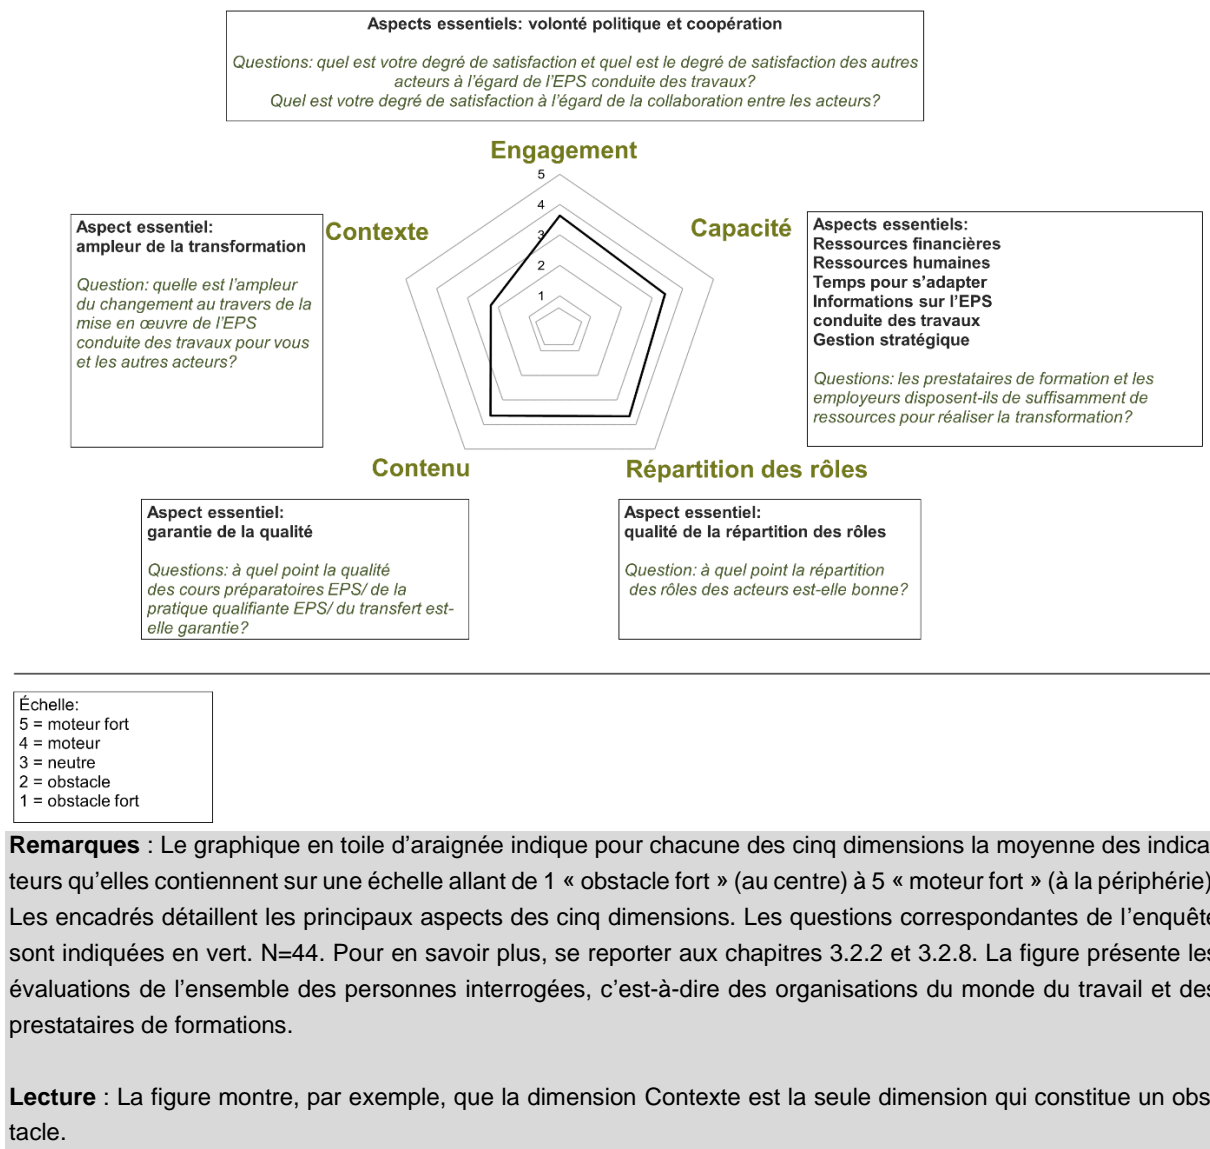 Aspects essentiels: volonté politique et coopération
Questions: quel est votre degré de satisfaction et quel est le degré de satisfaction des autres
acteurs à l'égard de l'EPS conduite des travaux?
Quel est votre degré de satisfaction à l'égard de la collaboration entre les acteurs?
Engagement
5
4
3
2
1
Contexte
Capacité
Aspect essentiel:
ampleur de la transformation
Question: quelle est l'ampleur
du changement au travers de la
mise en œuvre de l'EPS
conduite des travaux pour vous
et les autres acteurs?
Aspects essentiels:
Ressources financières
Ressources humaines
Temps pour s'adapter
Informations sur l'EPS
conduite des travaux
Gestion stratégique
Questions: les prestataires de formation et les
employeurs disposent-ils de suffisamment de
ressources pour réaliser la transformation?
Contenu
Répartition des rôles
Aspect essentiel:
garantie de la qualité
Questions: à quel point la qualité
des cours préparatoires EPS/ de la
pratique qualifiante EPS/ du transfert est-
elle garantie?
Aspect essentiel:
qualité de la répartition des rôles
Question: à quel point la répartition
des rôles des acteurs est-elle bonne?
Échelle:
5 = moteur fort
4 = moteur
3 = neutre
2 = obstacle
1 = obstacle fort
Remarques : Le graphique en toile d'araignée indique pour chacune des cinq dimensions la moyenne des indica
teurs qu'elles contiennent sur une échelle allant de 1 « obstacle fort » (au centre) à 5 « moteur fort » (à la périphérie)
Les encadrés détaillent les principaux aspects des cinq dimensions. Les questions correspondantes de l'enquête
sont indiquées en vert. N=44. Pour en savoir plus, se reporter aux chapitres 3.2.2 et 3.2.8. La figure présente les
évaluations de l'ensemble des personnes interrogées, c'est-à-dire des organisations du monde du travail et des
prestataires de formations.
Lecture : La figure montre, par exemple, que la dimension Contexte est la seule dimension qui constitue un obs
tacle.